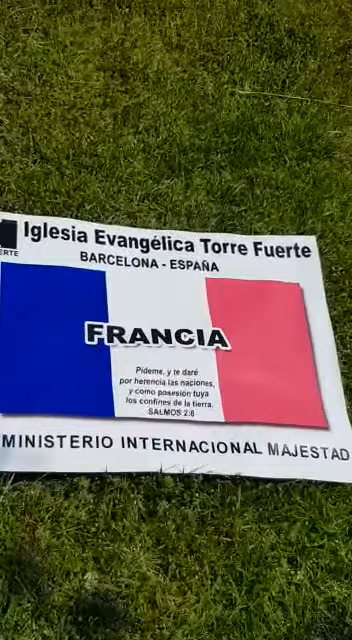 Iglesia Evangélica Torre Fuerte
ERTE
BARCELONA - ESPAÑA
FRANCIA
Pídeme, y te daré
por herencia las naciones,
y como posesión tuya
los confines de la tierra.
SALMOS 2:8
MINISTERIO INTERNACIONAL MAJESTAD